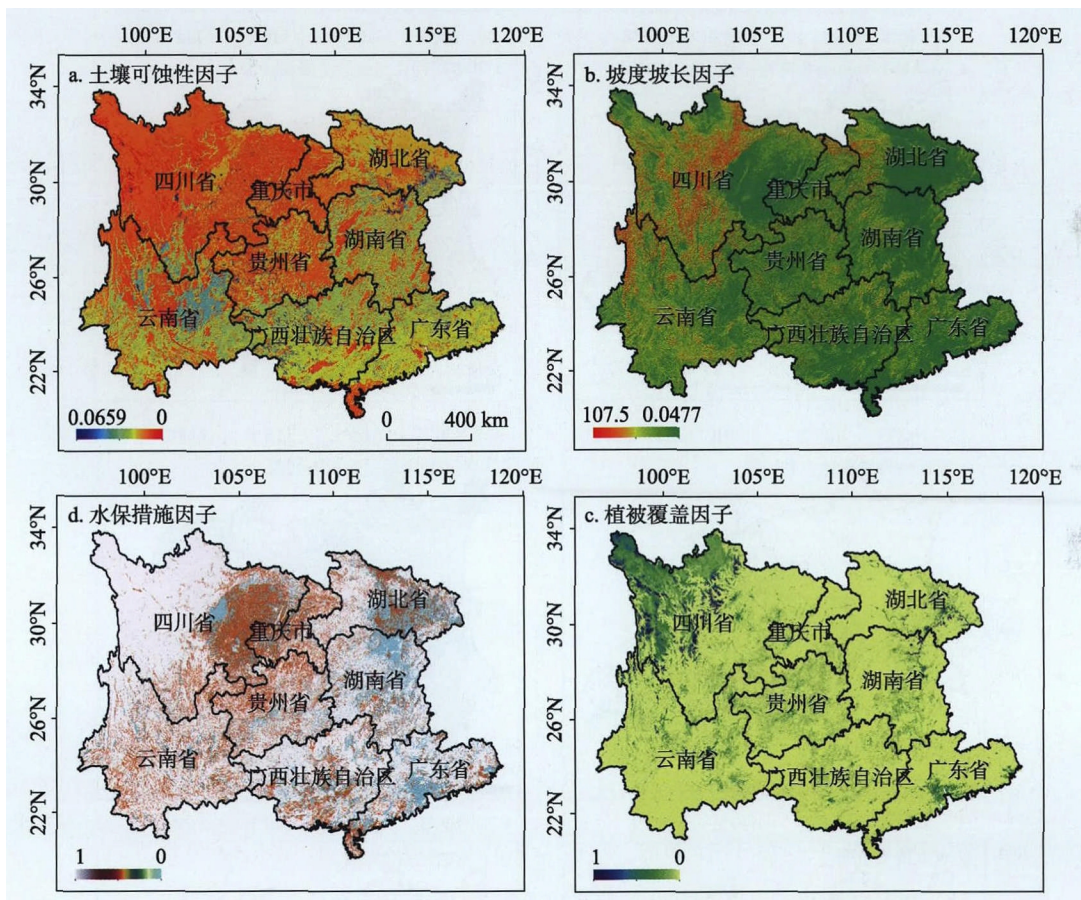 100°E 105°E 110°E 115°E 120°E
100°E 105°E 110°E 115°E 120°E
34°N
30°N
26°N
22°N
a. 土壤可蚀性因子
四川省
重庆市
湖北省
湖南省
贵州省
云南省
广西壮族自治区
广东省
0.0659 0
0 400 km
34°N
30°N
26°N
22°N
b. 坡度坡长因子
四川省
重庆市
湖北省
湖南省
贵州省
云南省
广西壮族自治区
广东省
107.5 0.0477
100°E 105°E 110°E 115°E 120°E
100°E 105°E 110°E 115°E 120°E
34°N
30°N
26°N
22°N
d. 水保措施因子
四川省
重庆市
湖北省
湖南省
贵州省
云南省
广西壮族自治区
广东省
1 0
34°N
30°N
26°N
22°N
c. 植被覆盖因子
四川省
重庆市
湖北省
湖南省
贵州省
云南省
广西壮族自治区
广东省
1 0